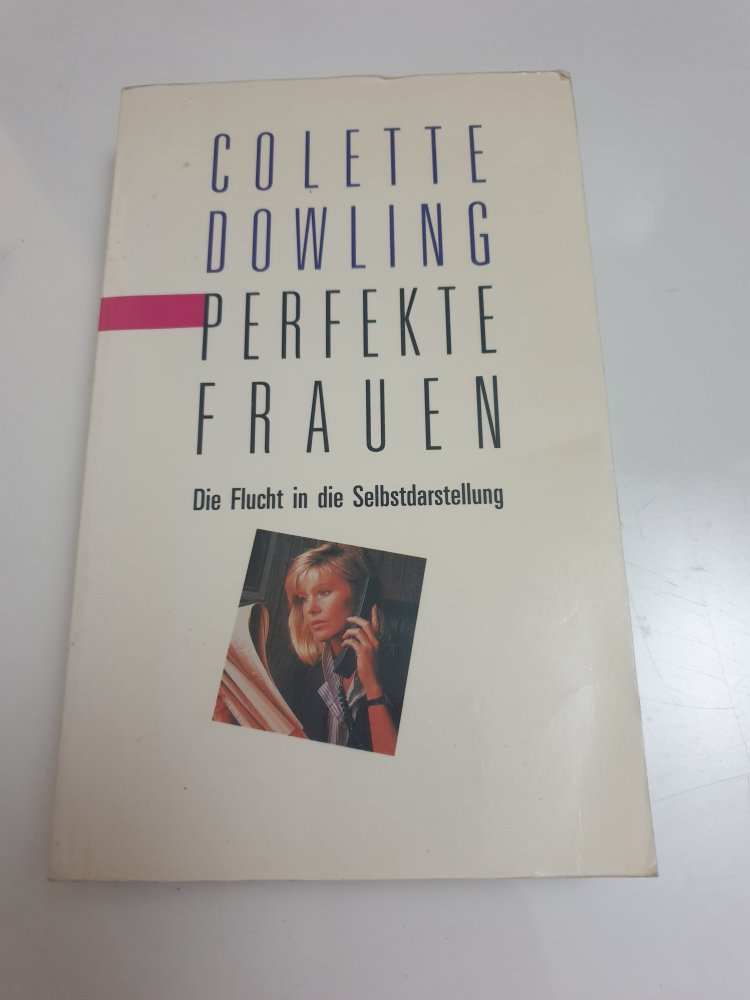 COLETTE
DOWLING
PERFEKTE
FRAUEN
Die Flucht in die Selbstdarstellung